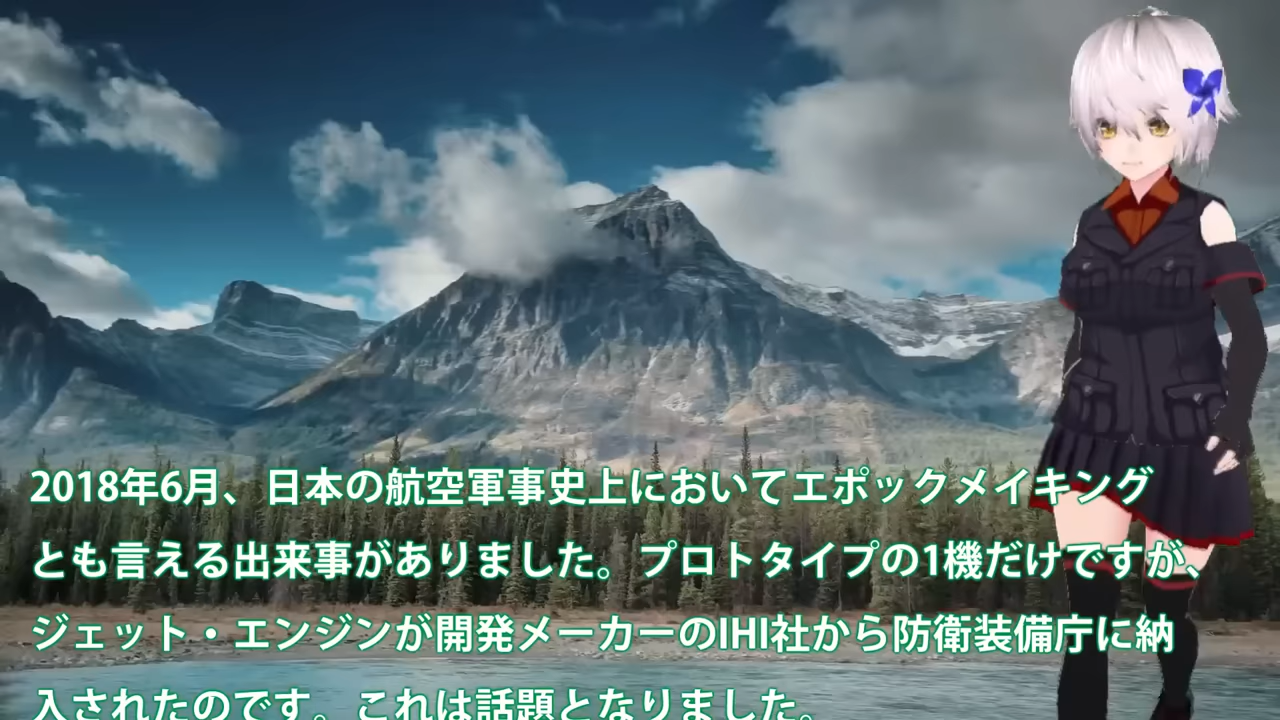 2018年6月、日本の航空軍事史上においてエポックメイキング
とも言える出来事がありました。プロトタイプの1機だけですが、
ジェット・エンジンが開発メーカーのIHI社から防衛装備庁に納
入されたのです。これは話題となりました。